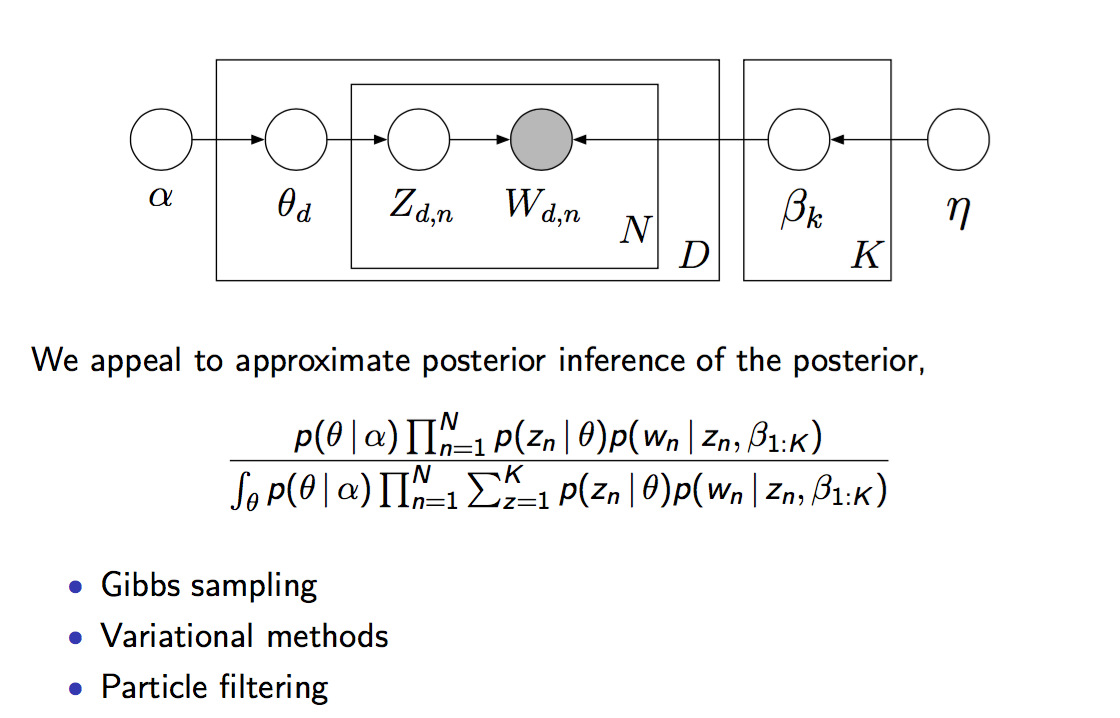 α θ_d Z_{d,n} W_{d,n} N D β_k K η
We appeal to approximate posterior inference of the posterior,
p(θ | α) ∏_{n=1}^{N} p(z_n | θ)p(w_n | z_n, β_{1:K})
∫_θ p(θ | α) ∏_{n=1}^{N} ∑_{z=1}^{K} p(z_n | θ)p(w_n | z_n, β_{1:K})
• Gibbs sampling
• Variational methods
• Particle filtering